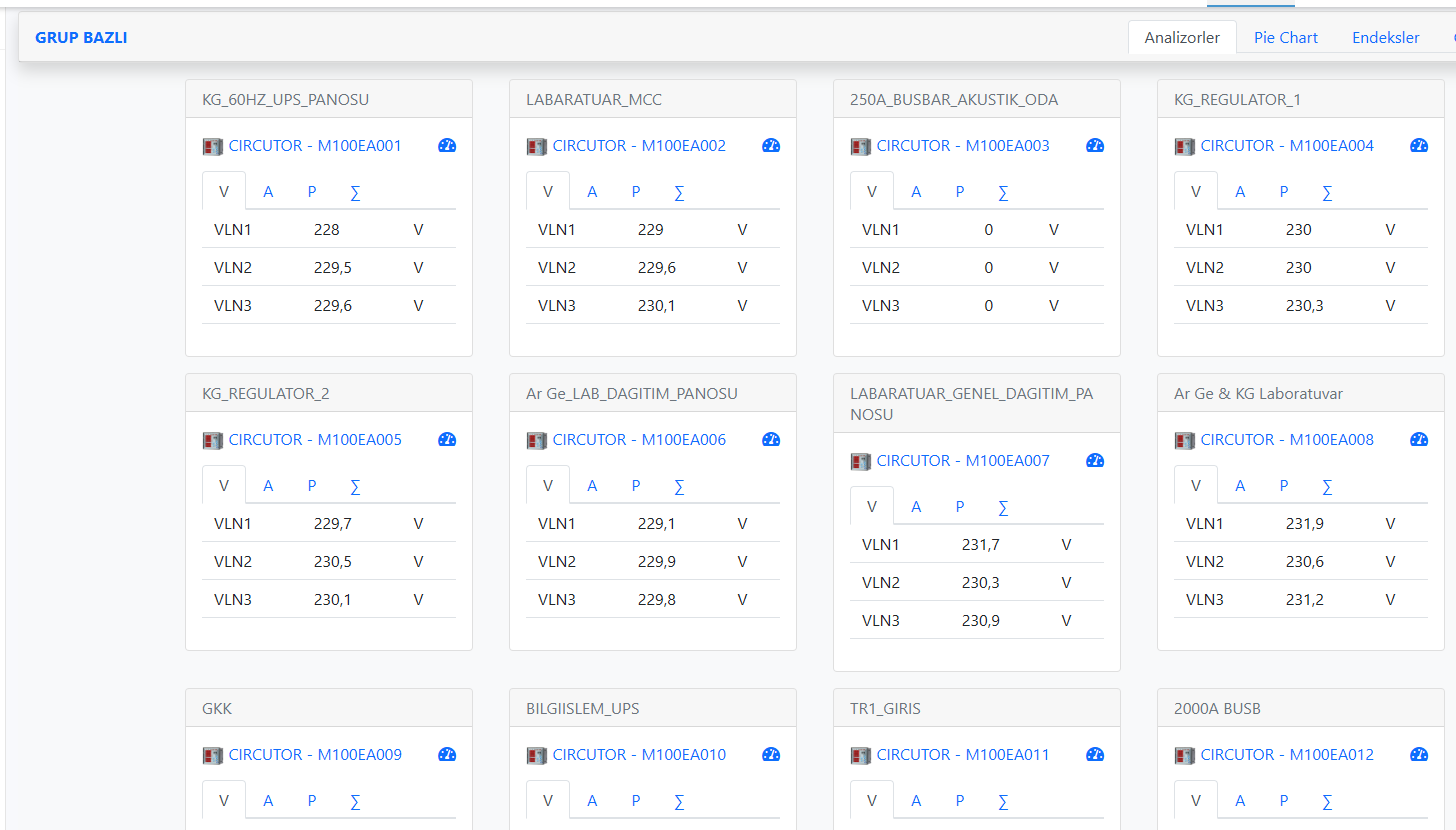 GRUP BAZLI
Analizorler Pie Chart Endeksler
KG_60HZ_UPS_PANOSU
CIRCUTOR - M100EA001
V A P ∑
VLN1 228 V
VLN2 229,5 V
VLN3 229,6 V
LABARATUAR_MCC
CIRCUTOR - M100EA002
V A P ∑
VLN1 229 V
VLN2 229,6 V
VLN3 230,1 V
250A_BUSBAR_AKUSTIK_ODA
CIRCUTOR - M100EA003
V A P ∑
VLN1 0 V
VLN2 0 V
VLN3 0 V
KG_REGULATOR_1
CIRCUTOR - M100EA004
V A P ∑
VLN1 230 V
VLN2 230 V
VLN3 230,3 V
KG_REGULATOR_2
CIRCUTOR - M100EA005
V A P ∑
VLN1 229,7 V
VLN2 230,5 V
VLN3 230,1 V
Ar Ge_LAB_DAGITIM_PANOSU
CIRCUTOR - M100EA006
V A P ∑
VLN1 229,1 V
VLN2 229,9 V
VLN3 229,8 V
LABARATUAR_GENEL_DAGITIM_PA
NOSU
CIRCUTOR - M100EA007
V A P ∑
VLN1 231,7 V
VLN2 230,3 V
VLN3 230,9 V
Ar Ge & KG Laboratuvar
CIRCUTOR - M100EA008
V A P ∑
VLN1 231,9 V
VLN2 230,6 V
VLN3 231,2 V
GKK
CIRCUTOR - M100EA009
V A P ∑
BILGIISLEM_UPS
CIRCUTOR - M100EA010
V A P ∑
TR1_GIRIS
CIRCUTOR - M100EA011
V A P ∑
2000A BUSB
CIRCUTOR - M100EA012
V A P ∑